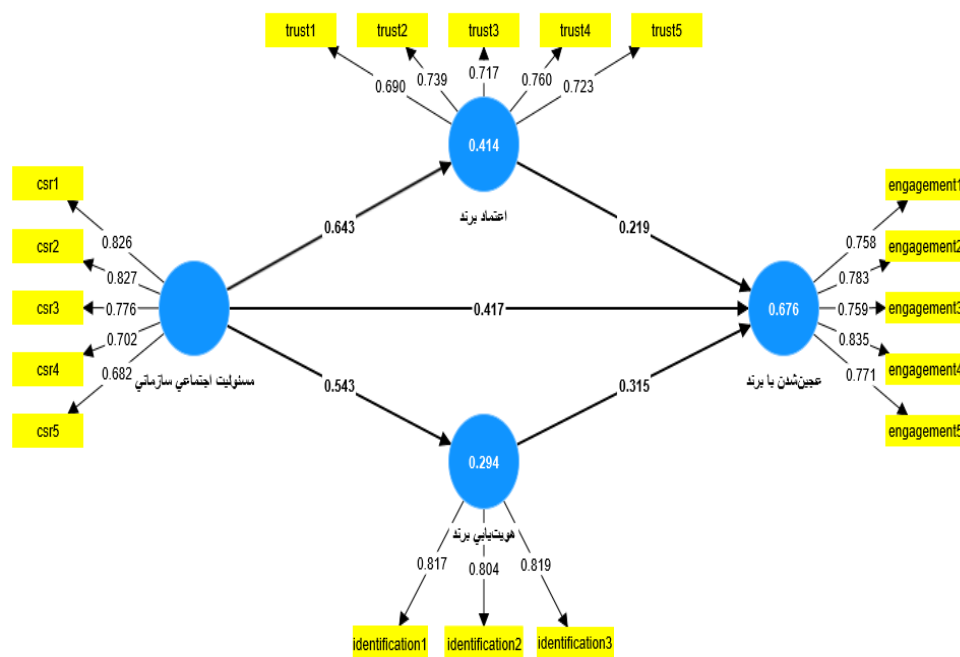 trust1
trust2
trust3
trust4
trust5
0.690
0.739
0.717
0.760
0.723
0.414
اعتماد برند
csr1
csr2
csr3
csr4
csr5
0.826
0.827
0.776
0.702
0.682
مسئوليت اجتماعي سازماني
0.643
0.417
0.543
0.219
0.315
0.676
عجين‌شدن با برند
engagement1
engagement2
engagement3
engagement4
engagement5
0.758
0.783
0.759
0.835
0.771
0.294
هويت‌يابي برند
0.817
0.804
0.819
identification1
identification2
identification3